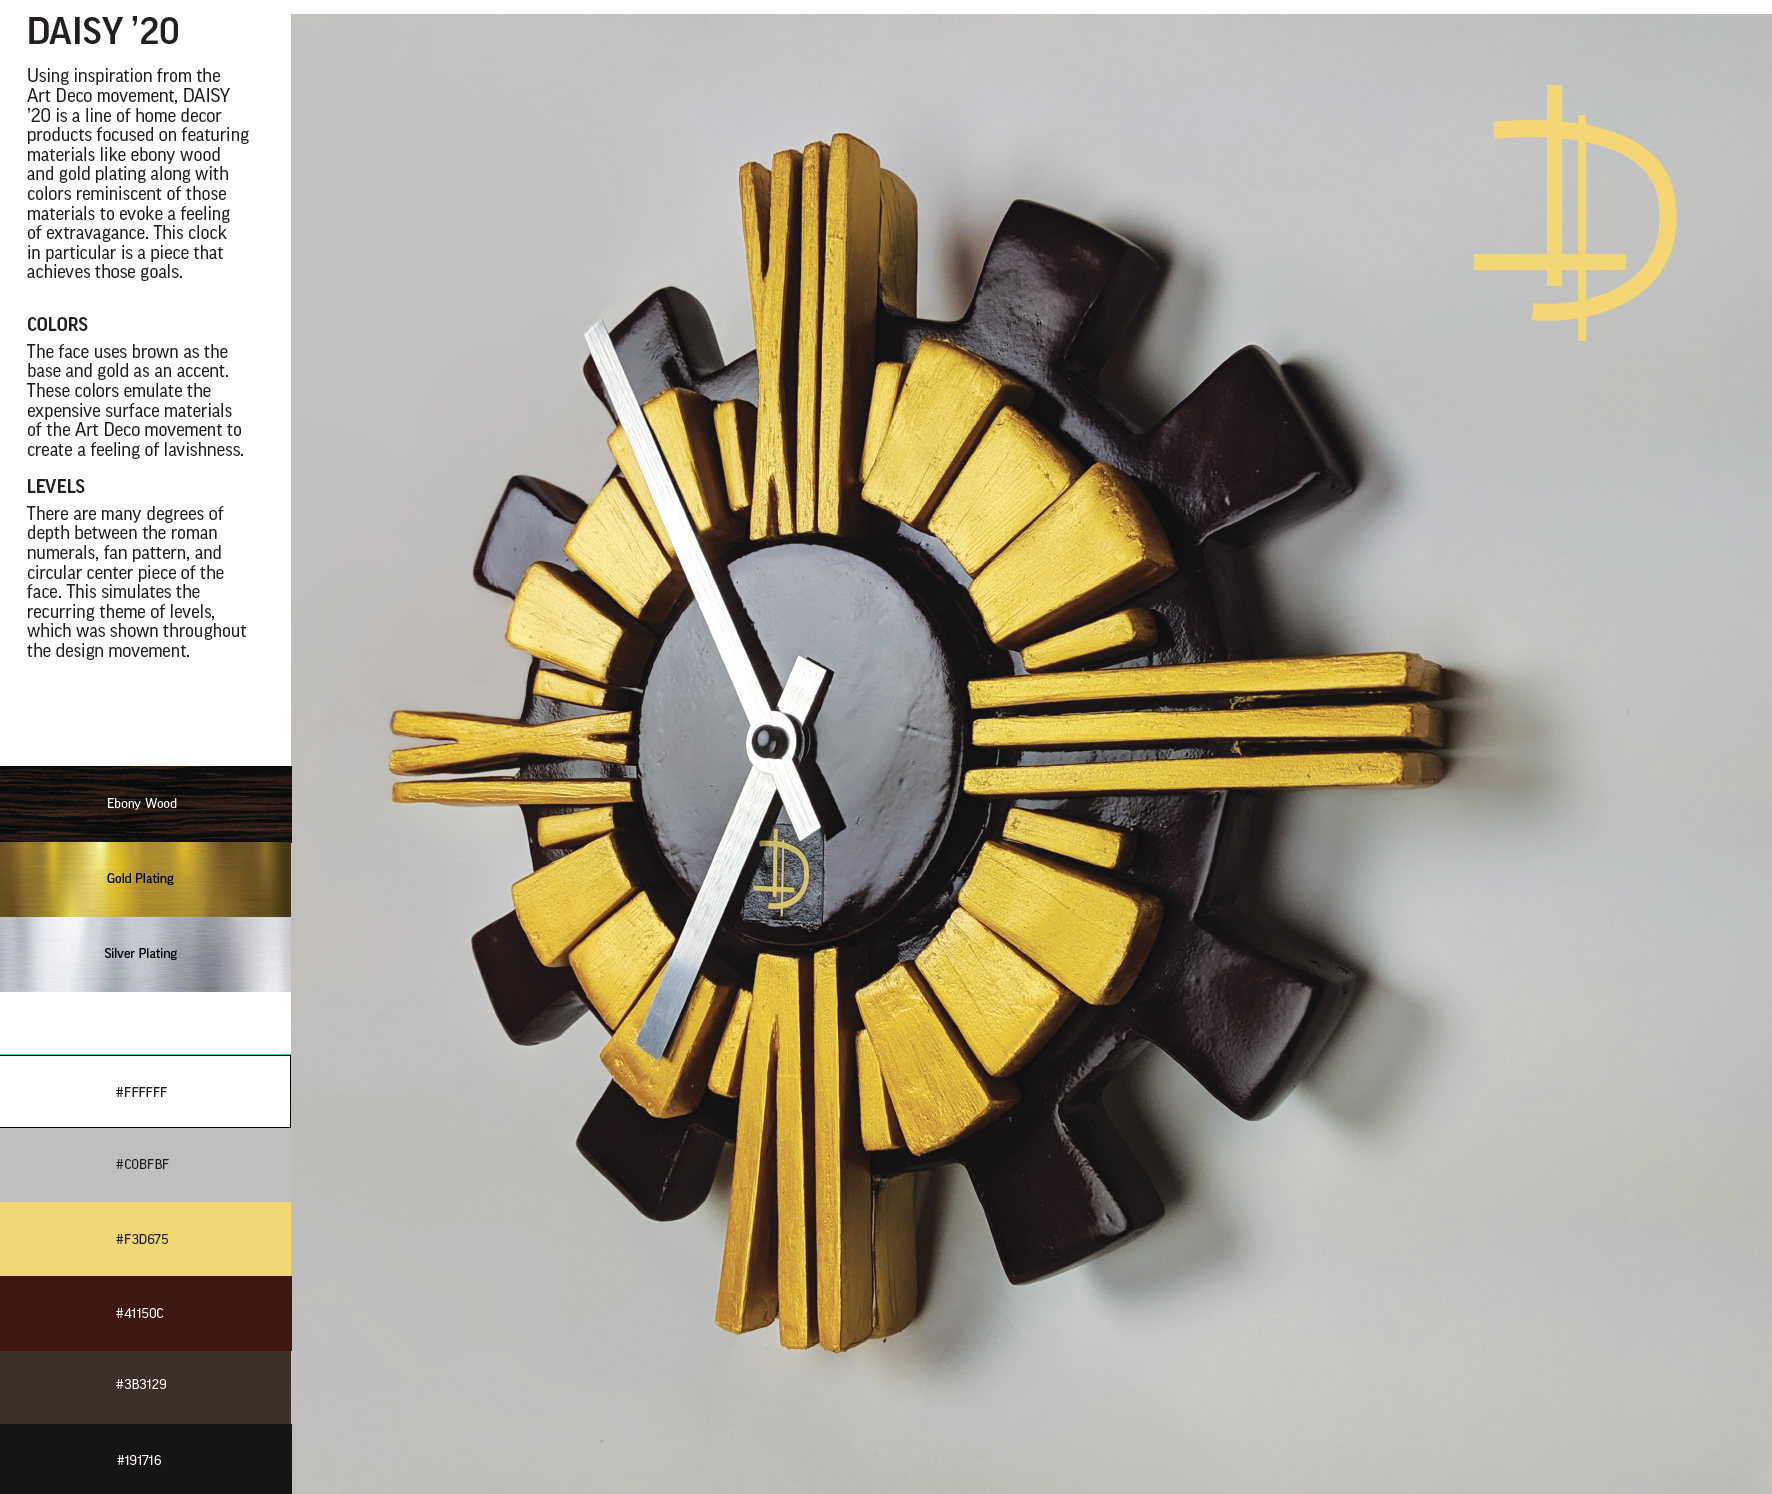 DAISY ’20
Using inspiration from the
Art Deco movement, DAISY
’20 is a line of home decor
products focused on featuring
materials like ebony wood
and gold plating along with
colors reminiscent of those
materials to evoke a feeling
of extravagance. This clock
in particular is a piece that
achieves those goals.
COLORS
The face uses brown as the
base and gold as an accent.
These colors emulate the
expensive surface materials
of the Art Deco movement to
create a feeling of lavishness.
LEVELS
There are many degrees of
depth between the roman
numerals, fan pattern, and
circular center piece of the
face. This simulates the
recurring theme of levels,
which was shown throughout
the design movement.
Ebony Wood
Gold Plating
Silver Plating
#FFFFFF
#C0BFBF
#F3D675
#41150C
#3B3129
#191716
D
XII
III
VI
IX
D